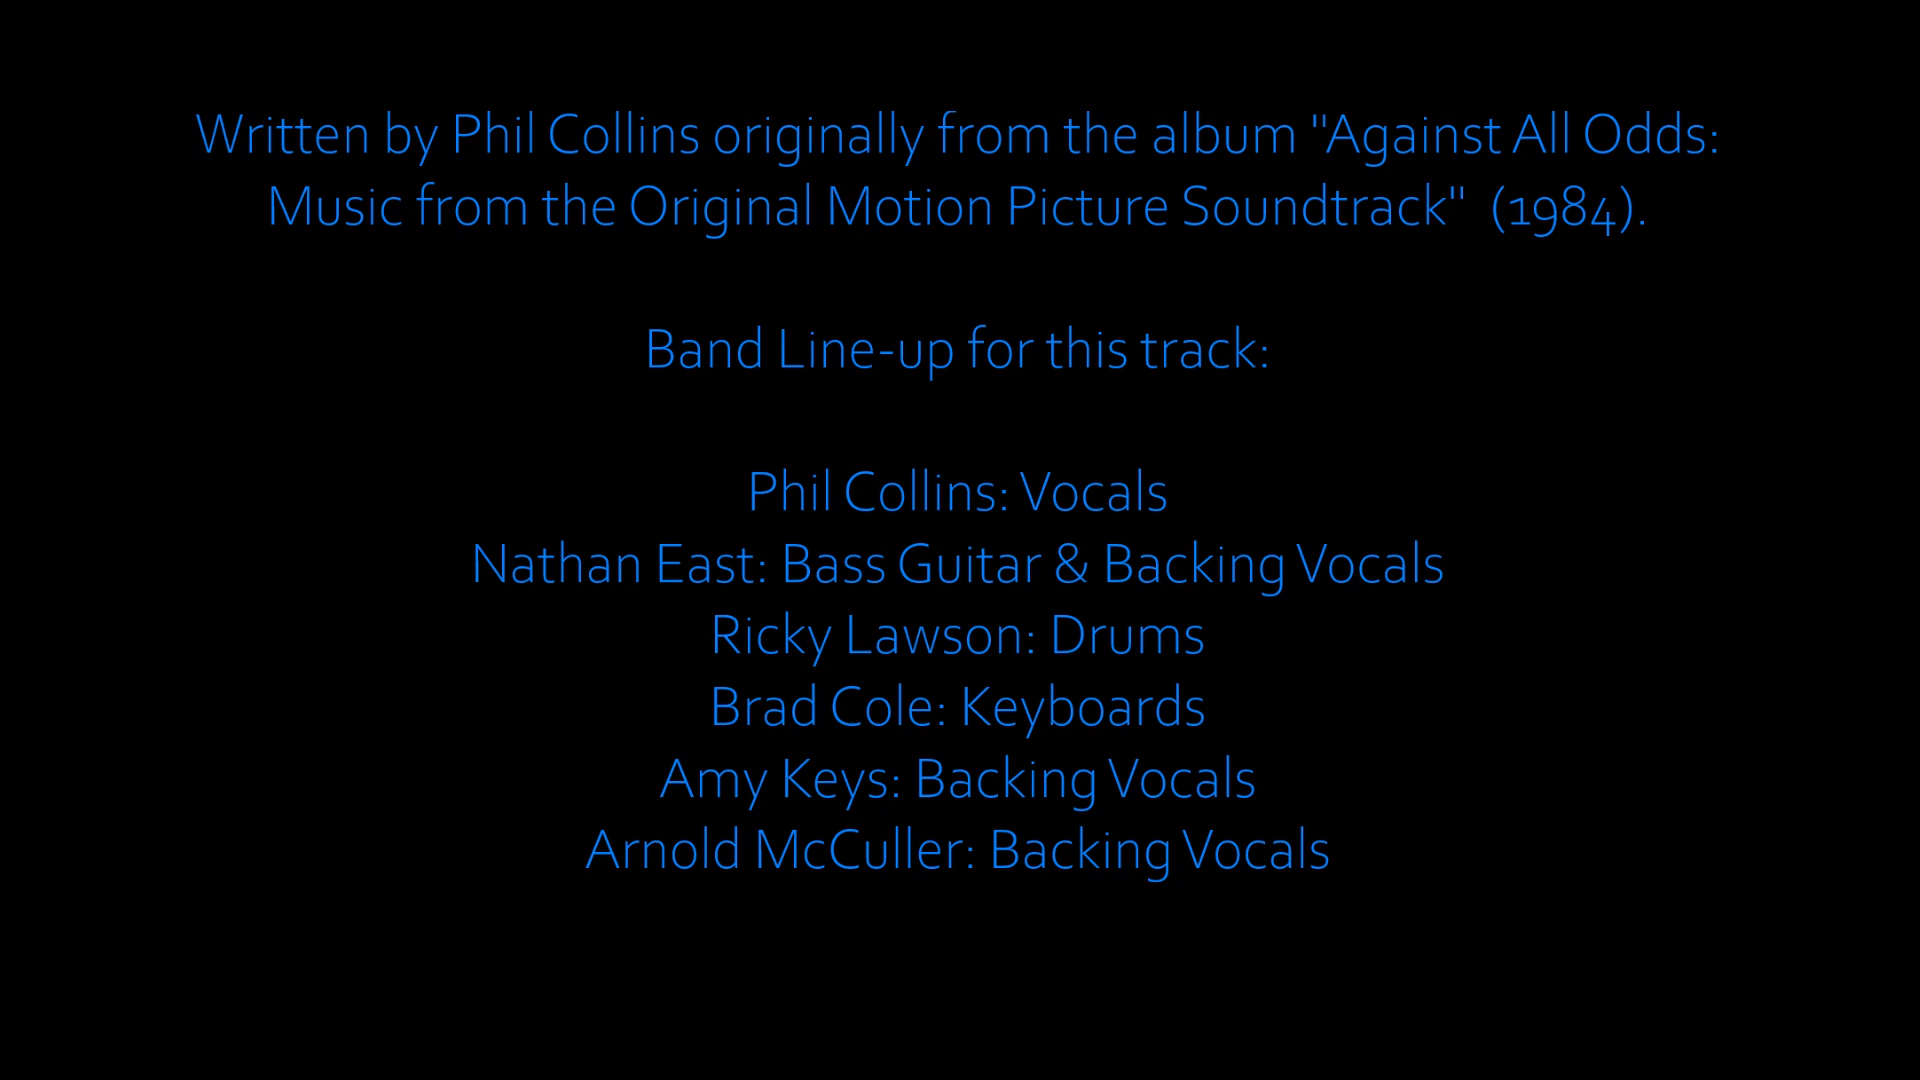 Written by Phil Collins originally from the album "Against All Odds:
Music from the Original Motion Picture Soundtrack"  (1984).
Band Line-up for this track:
Phil Collins: Vocals
Nathan East: Bass Guitar & Backing Vocals
Ricky Lawson: Drums
Brad Cole: Keyboards
Amy Keys: Backing Vocals
Arnold McCuller: Backing Vocals